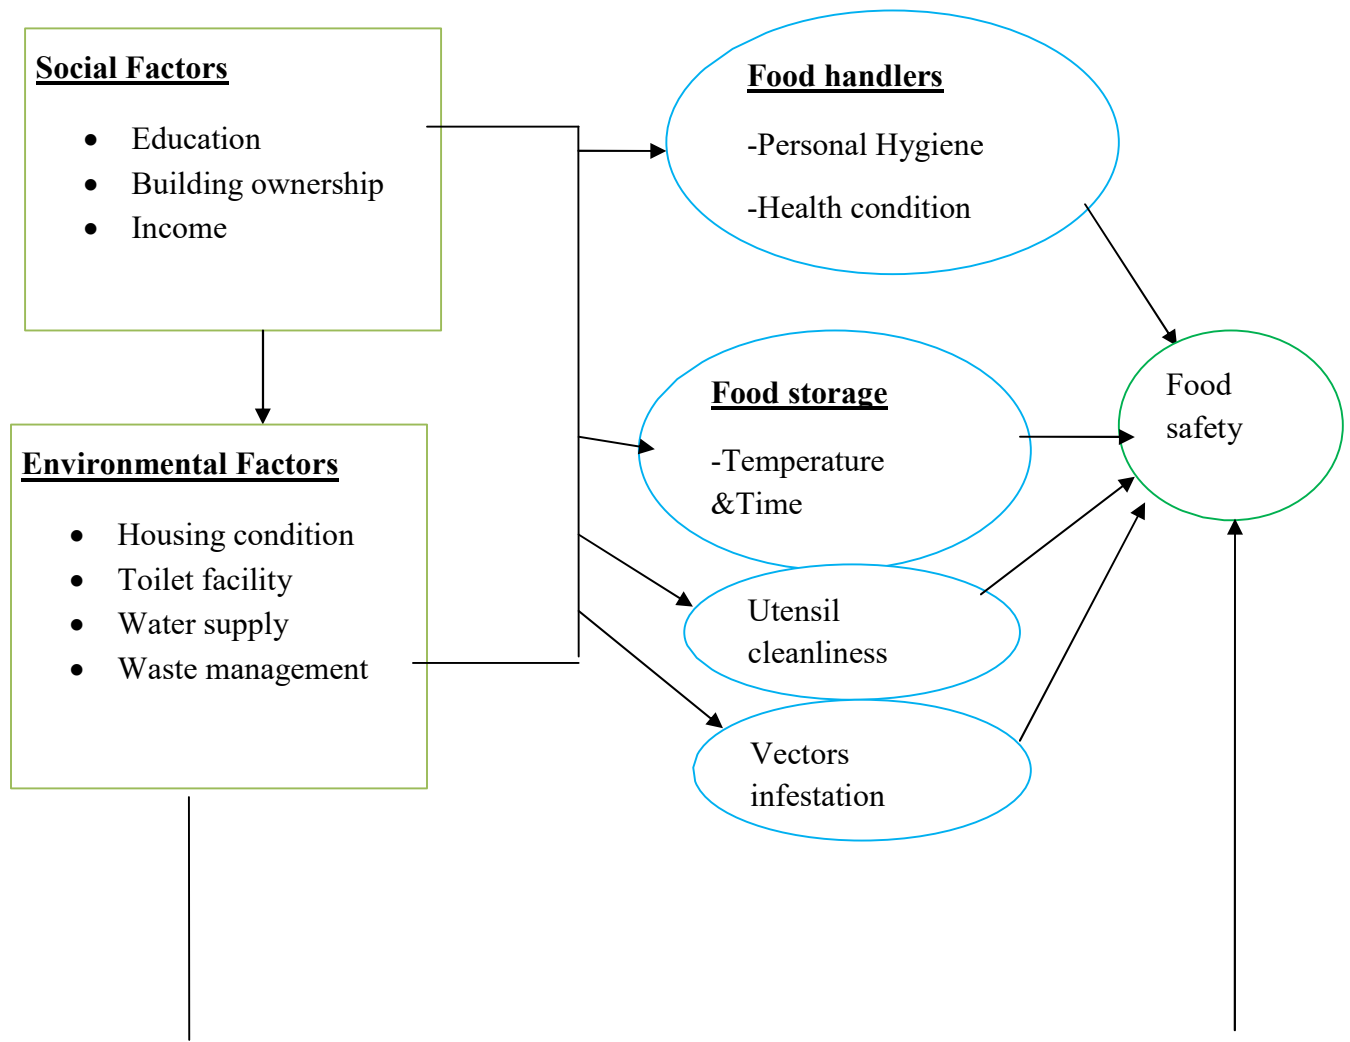 Social Factors
• Education
• Building ownership
• Income
Environmental Factors
• Housing condition
• Toilet facility
• Water supply
• Waste management
Food handlers
-Personal Hygiene
-Health condition
Food storage
-Temperature
&Time
Utensil
cleanliness
Vectors
infestation
Food
safety